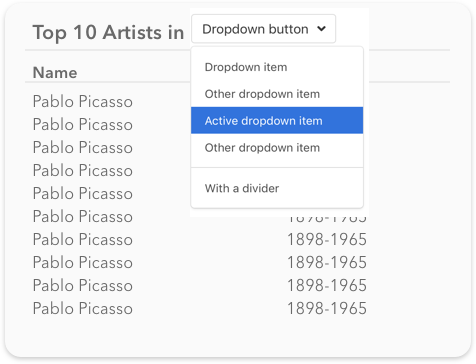 Top 10 Artists in Dropdown button
Dropdown item
Other dropdown item
Active dropdown item
Other dropdown item
With a divider
Name
Pablo Picasso
Pablo Picasso
Pablo Picasso
Pablo Picasso
Pablo Picasso
Pablo Picasso
Pablo Picasso 1898-1965
Pablo Picasso 1898-1965
Pablo Picasso 1898-1965
Pablo Picasso 1898-1965